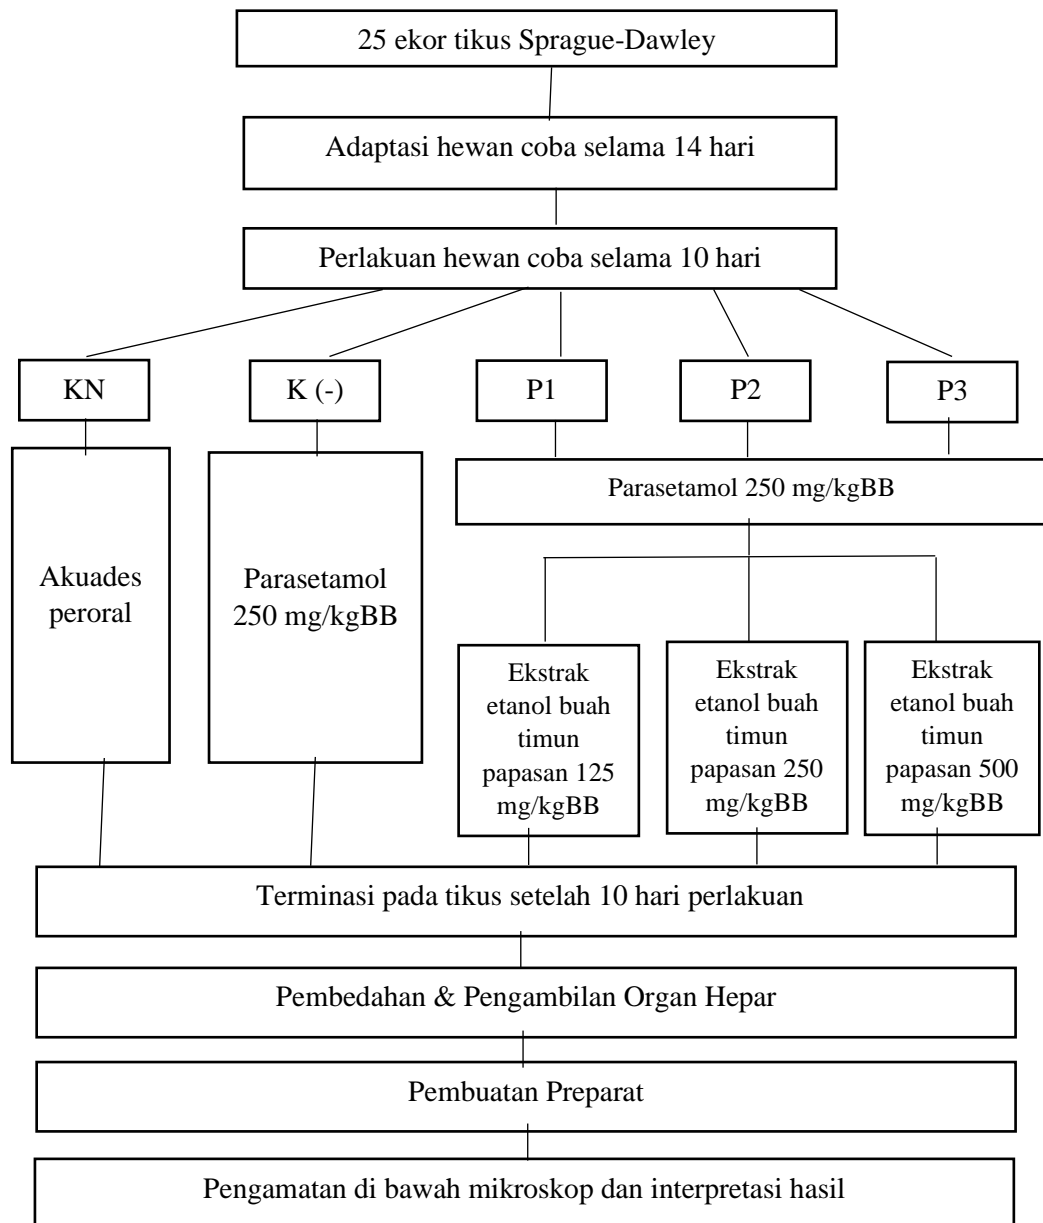 25 ekor tikus Sprague-Dawley
Adaptasi hewan coba selama 14 hari
Perlakuan hewan coba selama 10 hari
KN
K (-)
P1
P2
P3
Akuades
peroral
Parasetamol
250 mg/kgBB
Parasetamol 250 mg/kgBB
Ekstrak
etanol buah
timun
papasan 125
mg/kgBB
Ekstrak
etanol buah
timun
papasan 250
mg/kgBB
Ekstrak
etanol buah
timun
papasan 500
mg/kgBB
Terminasi pada tikus setelah 10 hari perlakuan
Pembedahan & Pengambilan Organ Hepar
Pembuatan Preparat
Pengamatan di bawah mikroskop dan interpretasi hasil